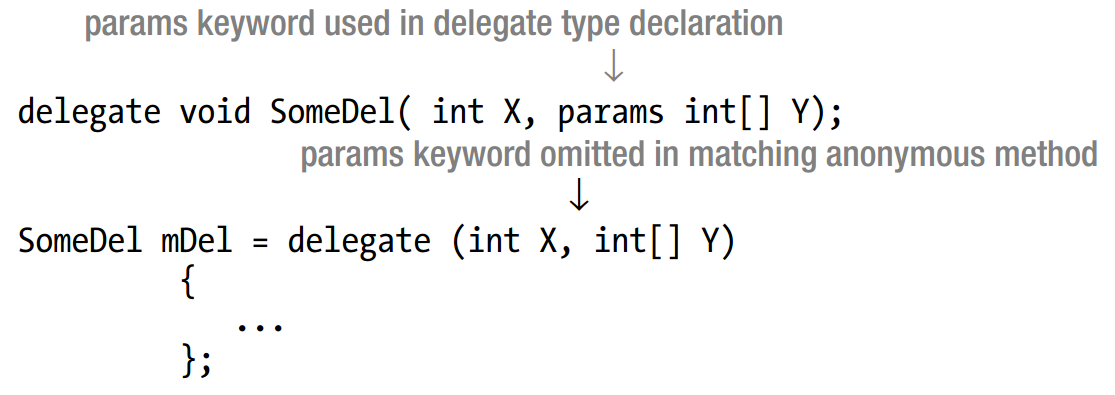 params keyword used in delegate type declaration
↓
delegate void SomeDel( int X, params int[] Y);
params keyword omitted in matching anonymous method
↓
SomeDel mDel = delegate (int X, int[] Y)
{
...
};